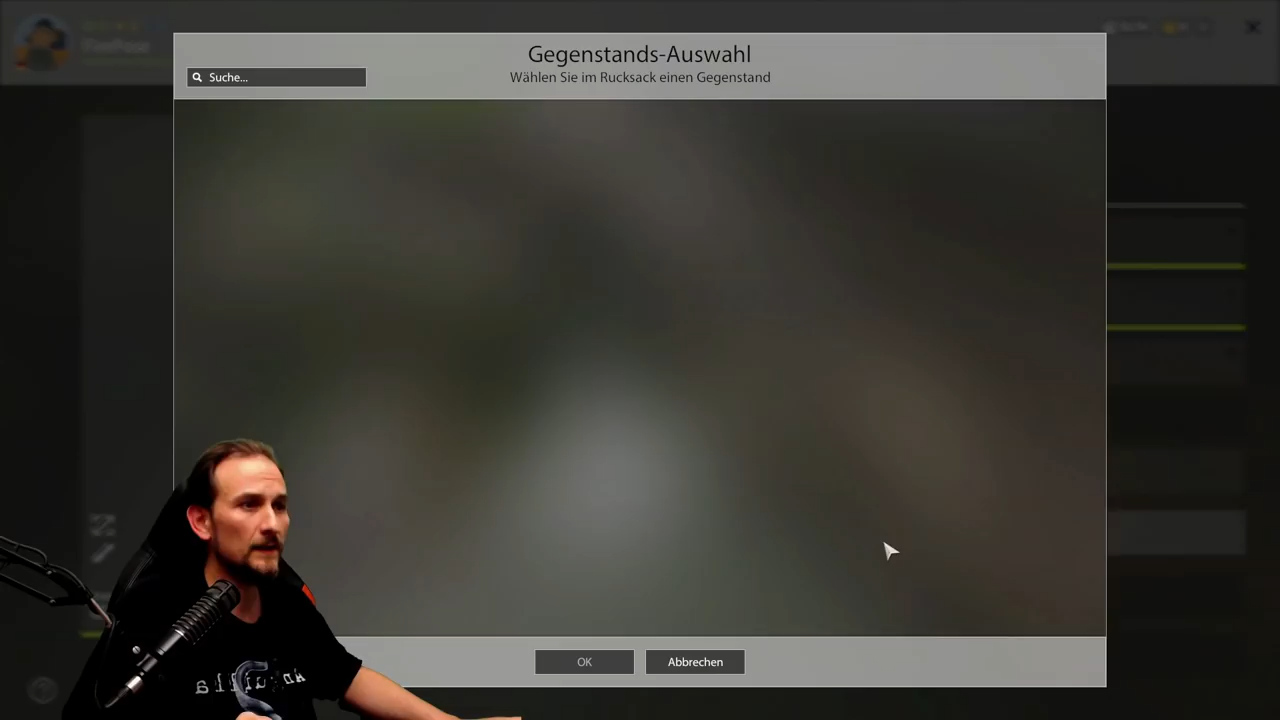 Gegenstands-Auswahl
Wählen Sie im Rucksack einen Gegenstand
Suche...
OK
Abbrechen